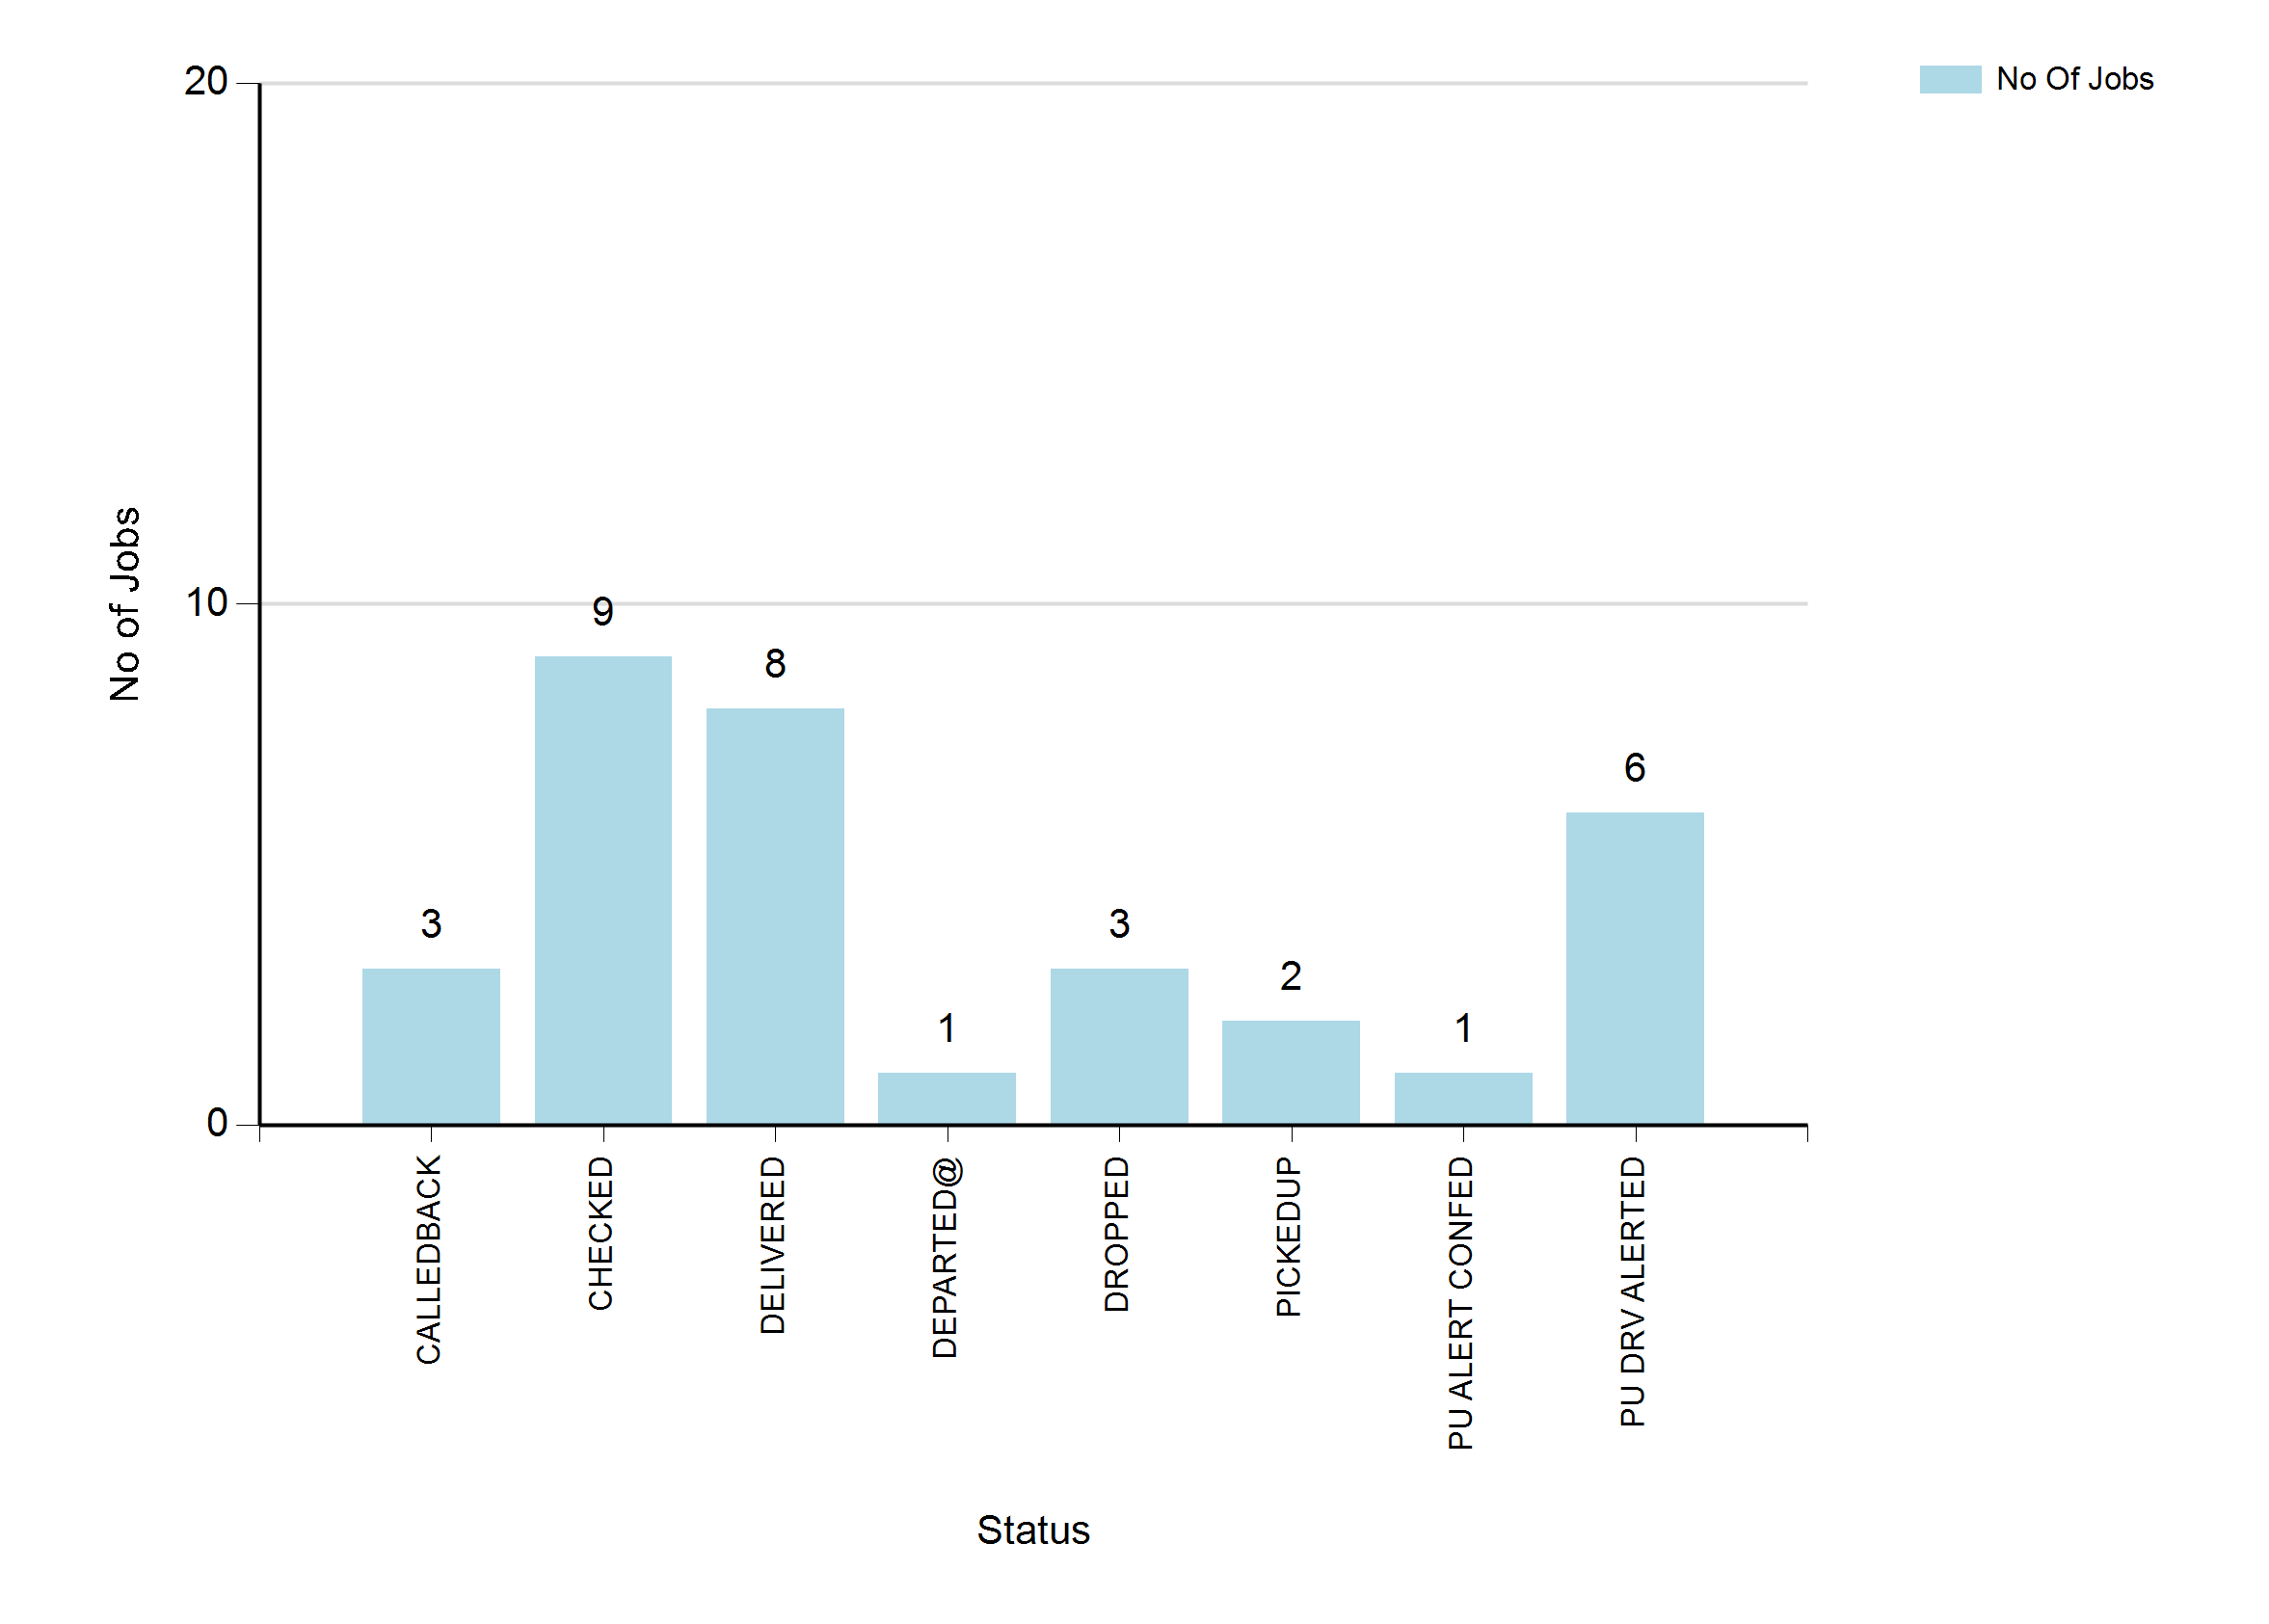 No Of Jobs
20
10
0
No of Jobs
9
8
6
3
3
2
1
1
CALLEDBACK
CHECKED
DELIVERED
DEPARTED@
DROPPED
PICKEDUP
PU ALERT CONFED
PU DRV ALERTED
Status